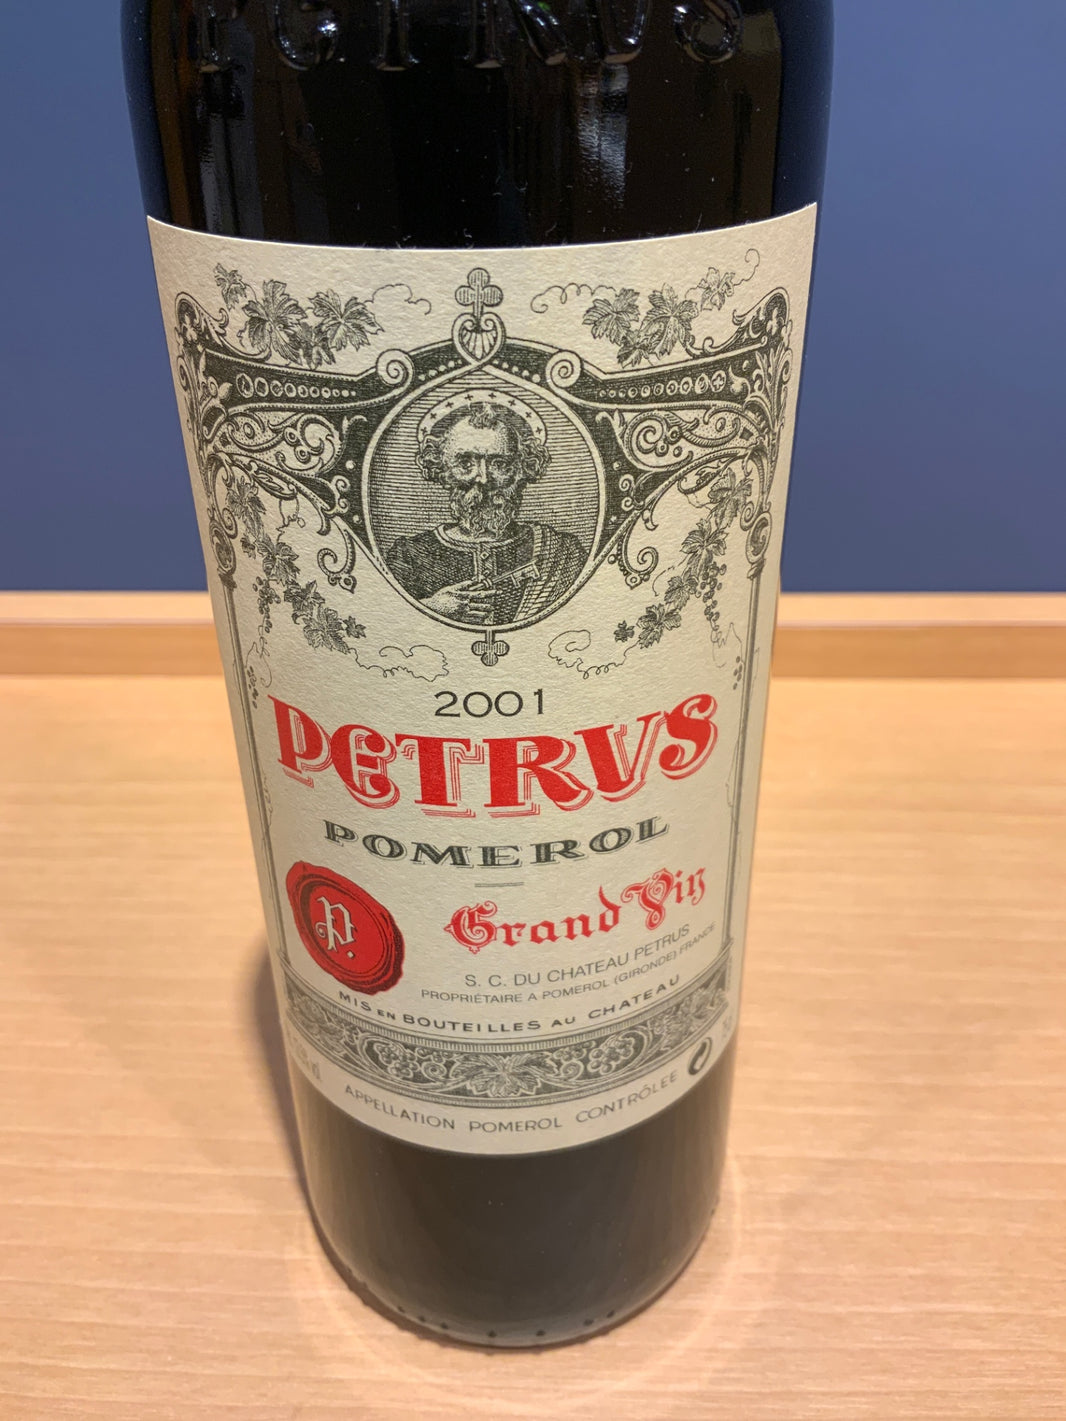 PETRUS
2001
PETRVS
POMEROL
Grand Vin
P.
S. C. DU CHATEAU PETRUS
PROPRIÉTAIRE A POMEROL (GIRONDE) FRANCE
MIS EN BOUTEILLES AU CHATEAU
APPELLATION POMEROL CONTRÔLÉE